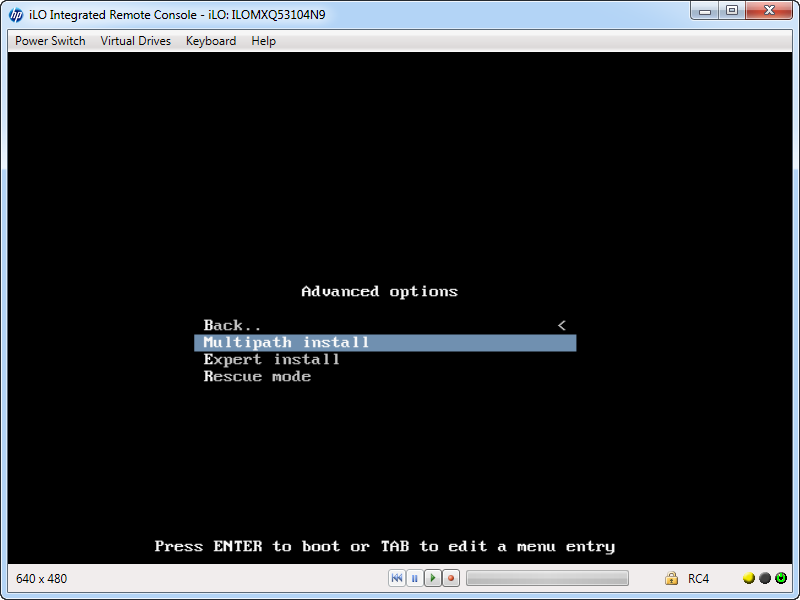 hp iLO Integrated Remote Console - iLO: ILOMXQ53104N9
Power Switch Virtual Drives Keyboard Help
Advanced options
Back.. <
Multipath install
Expert install
Rescue mode
Press ENTER to boot or TAB to edit a menu entry
640 x 480 RC4